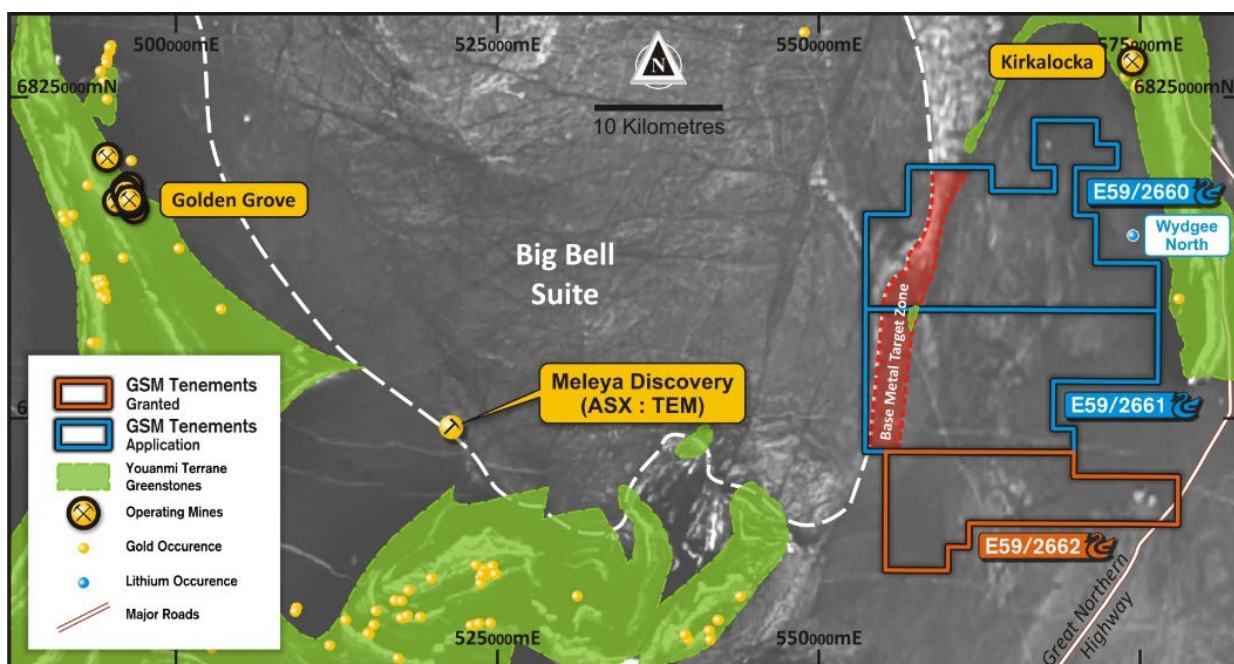 500000mE
525000mE
550000mE
575000mE
6825000mN
6825000mN
N
10 Kilometres
Kirkalocka
Golden Grove
E59/2660
Wydgee
North
Big Bell
Suite
Base Metal Target Zone
Meleya Discovery
(ASX : TEM)
E59/2661
E59/2662
GSM Tenements
Granted
GSM Tenements
Application
Youanmi Terrane
Greenstones
Operating Mines
Gold Occurence
Lithium Occurence
Major Roads
6
525000mE
550000mE
Great Northern
Highway